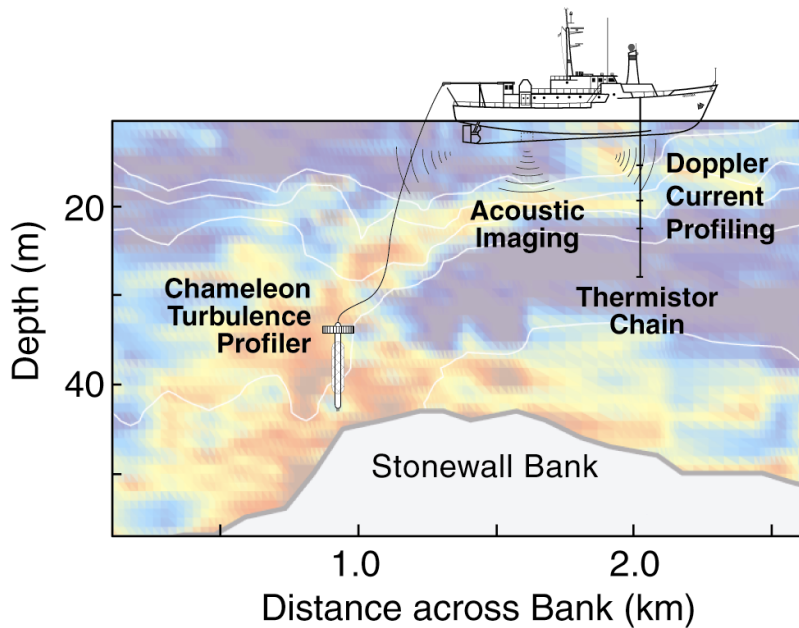 Doppler
Current
Profiling
Acoustic
Imaging
Thermistor
Chain
Chameleon
Turbulence
Profiler
Stonewall Bank
20
40
Depth (m)
1.0
2.0
Distance across Bank (km)